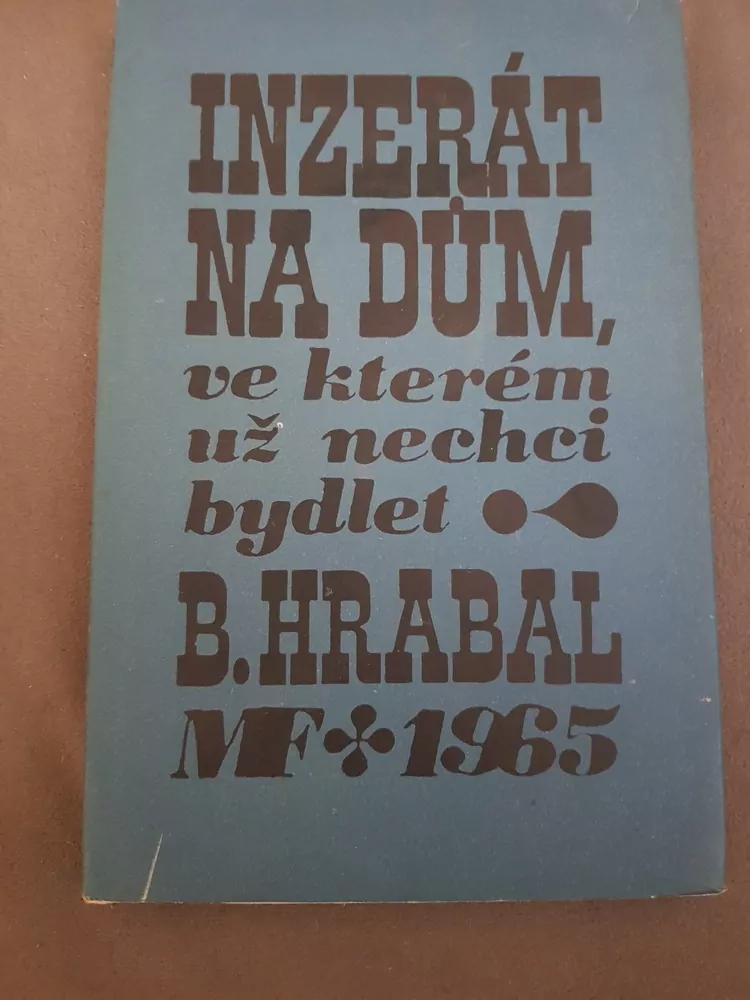 INZERÁT
NA DŮM,
ve kterém
už nechci
bydlet
B. HRABAL
MF 1965